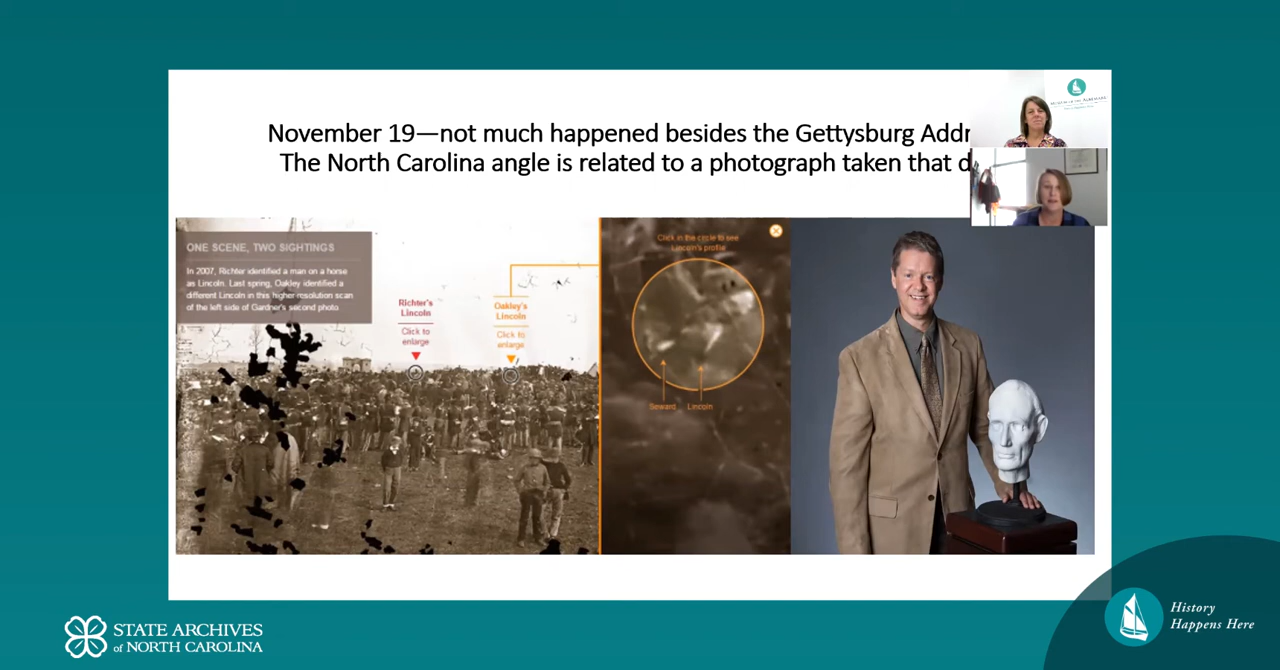 November 19—not much happened besides the Gettysburg Addr
The North Carolina angle is related to a photograph taken that d
ONE SCENE, TWO SIGHTINGS
In 2007, Richter identified a man on a horse
as Lincoln. Last spring, Oakley identified a
different Lincoln in this higher-resolution scan
of the left side of Gardner's second photo.
Richter's
Lincoln
Click to
enlarge
Oakley's
Lincoln
Click to
enlarge
Click in the circle to see
Lincoln's profile
Seward
Lincoln
STATE ARCHIVES
of NORTH CAROLINA
History
Happens Here